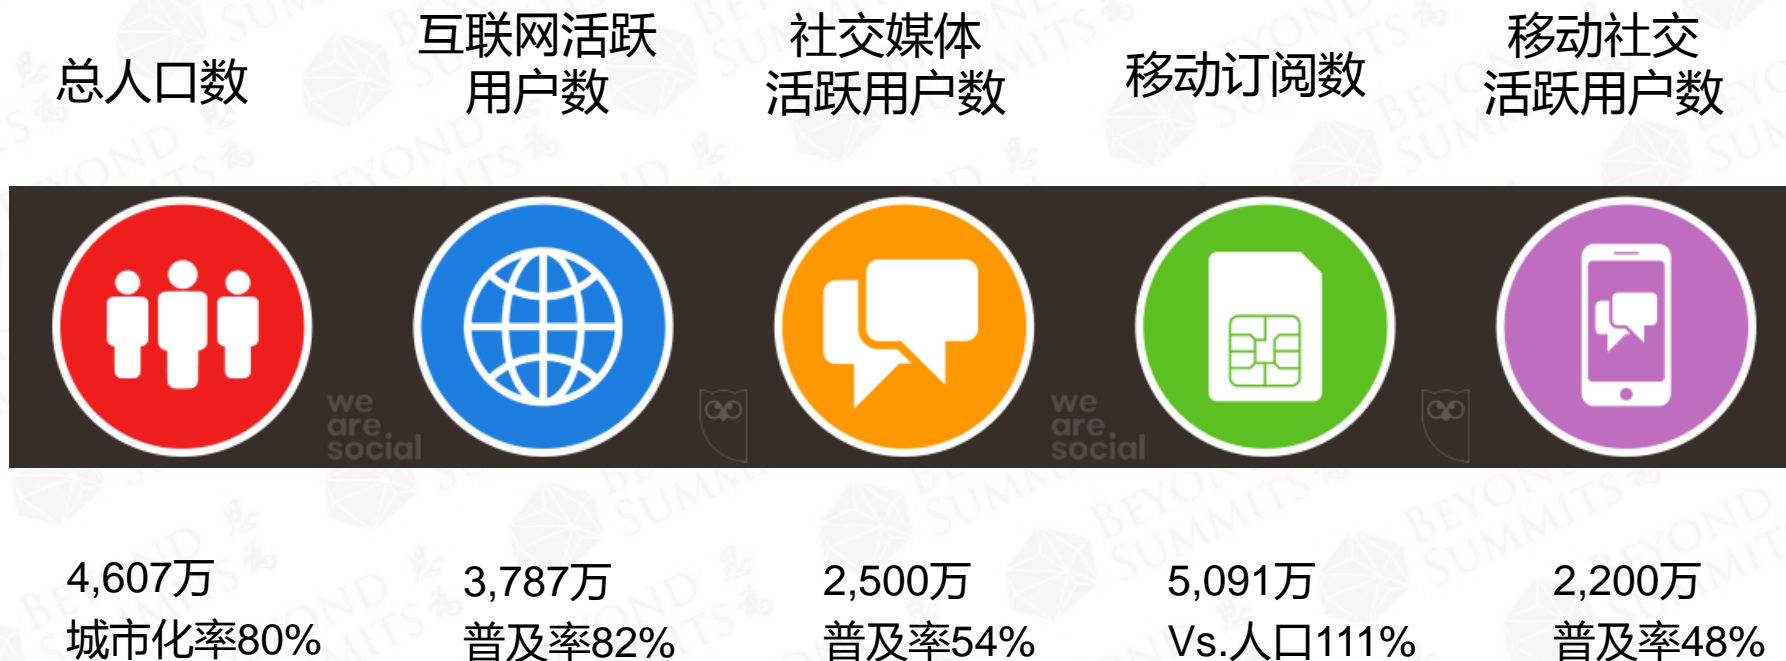 总人口数
互联网活跃
用户数
社交媒体
活跃用户数
移动订阅数
移动社交
活跃用户数
we
are
social
we
are
social
4,607万
城市化率80%
3,787万
普及率82%
2,500万
普及率54%
5,091万
Vs.人口111%
2,200万
普及率48%
BEYOND
SUMMITS